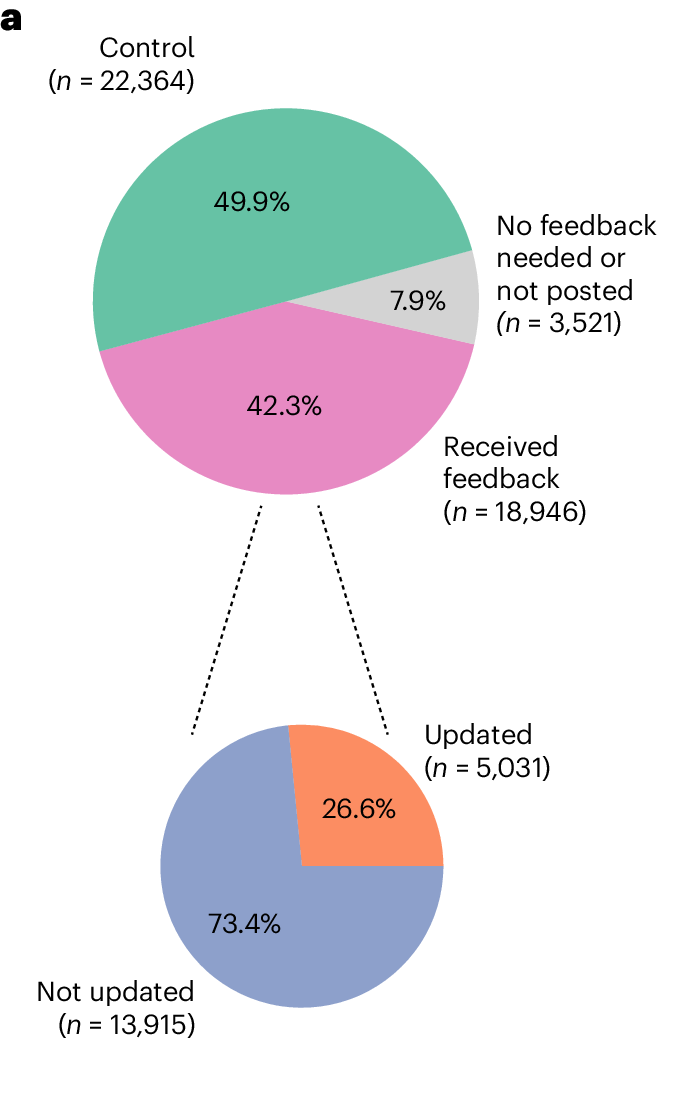 a
Control
(n = 22,364)
49.9%
No feedback
needed or
not posted
(n = 3,521)
7.9%
42.3%
Received
feedback
(n = 18,946)
Updated
(n = 5,031)
26.6%
73.4%
Not updated
(n = 13,915)